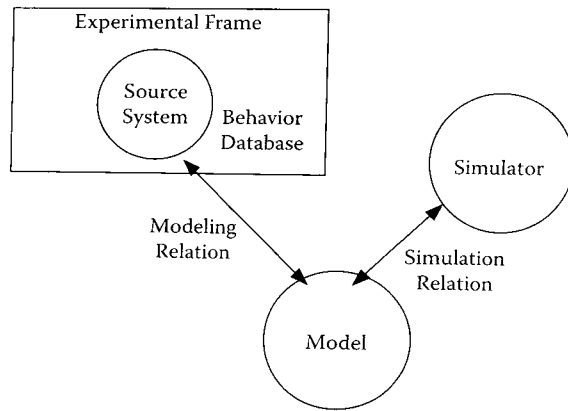 Experimental Frame
Source
System
Behavior
Database
Simulator
Modeling
Relation
Simulation
Relation
Model